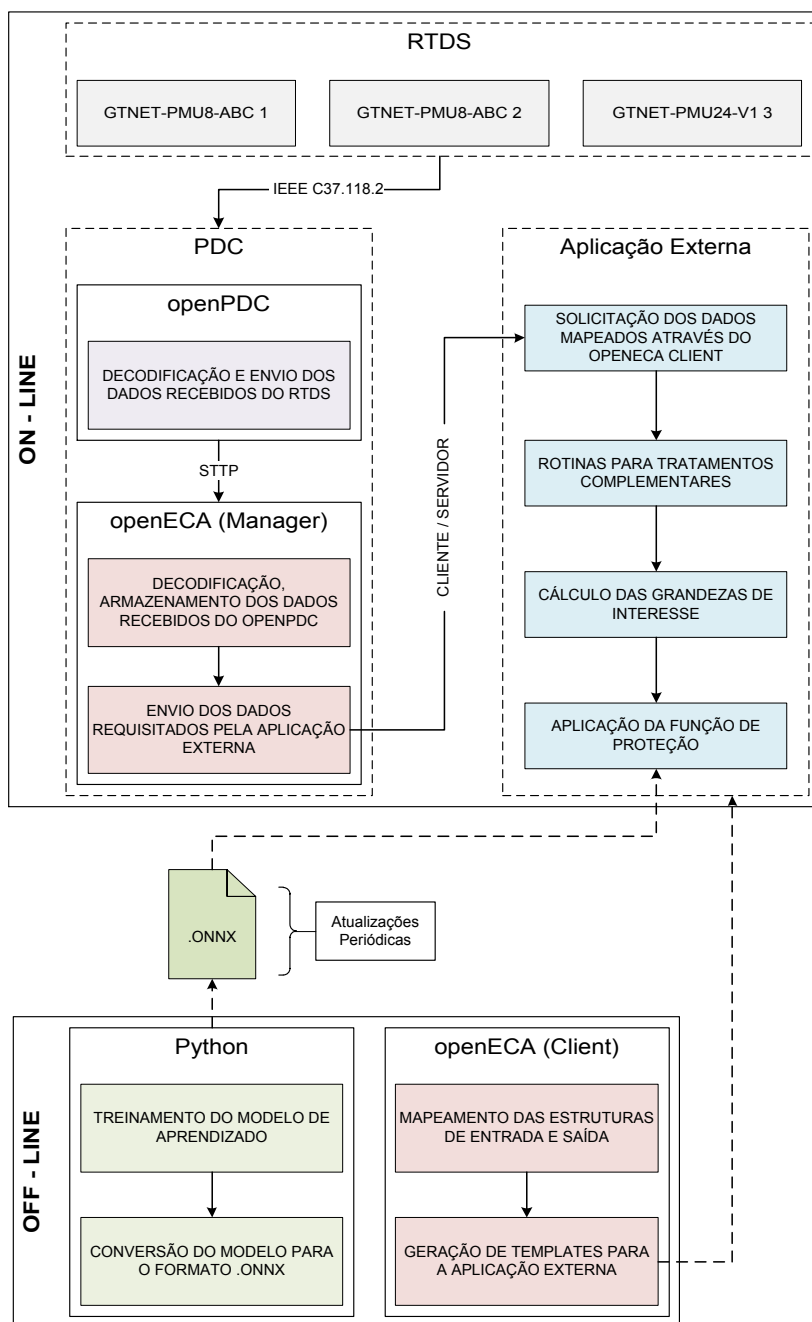 RTDS
GTNET-PMU8-ABC 1
GTNET-PMU8-ABC 2
GTNET-PMU24-V1 3
IEEE C37.118.2
ON - LINE
PDC
openPDC
DECODIFICAÇÃO E ENVIO DOS
DADOS RECEBIDOS DO RTDS
STTP
openECA (Manager)
DECODIFICAÇÃO,
ARMAZENAMENTO DOS DADOS
RECEBIDOS DO OPENPDC
ENVIO DOS DADOS
REQUISITADOS PELA APLICAÇÃO
EXTERNA
CLIENTE / SERVIDOR
Aplicação Externa
SOLICITAÇÃO DOS DADOS
MAPEADOS ATRAVÉS DO
OPENECA CLIENT
ROTINAS PARA TRATAMENTOS
COMPLEMENTARES
CÁLCULO DAS GRANDEZAS DE
INTERESSE
APLICAÇÃO DA FUNÇÃO DE
PROTEÇÃO
.ONNX
Atualizações
Periódicas
OFF - LINE
Python
TREINAMENTO DO MODELO DE
APRENDIZADO
CONVERSÃO DO MODELO PARA
O FORMATO .ONNX
openECA (Client)
MAPEAMENTO DAS ESTRUTURAS
DE ENTRADA E SAÍDA
GERAÇÃO DE TEMPLATES PARA
A APLICAÇÃO EXTERNA